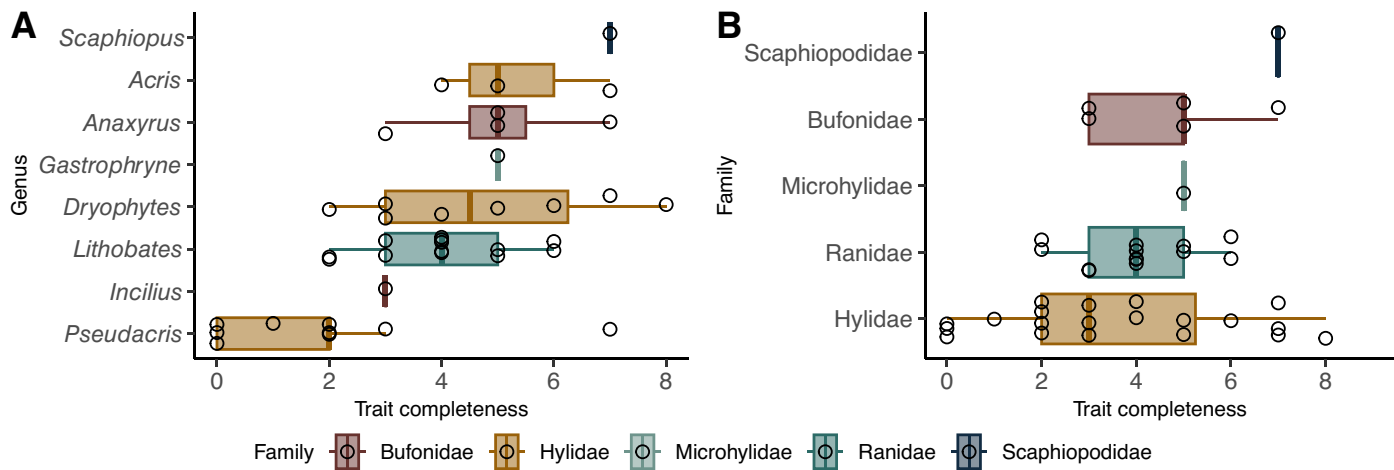 A
Genus
Scaphiopus
Acris
Anaxyrus
Gastrophryne
Dryophytes
Lithobates
Incilius
Pseudacris
0 2 4 6 8
Trait completeness
B
Family
Scaphiopodidae
Bufonidae
Microhylidae
Ranidae
Hylidae
0 2 4 6 8
Trait completeness
Family Bufonidae Hylidae Microhylidae Ranidae Scaphiopodidae